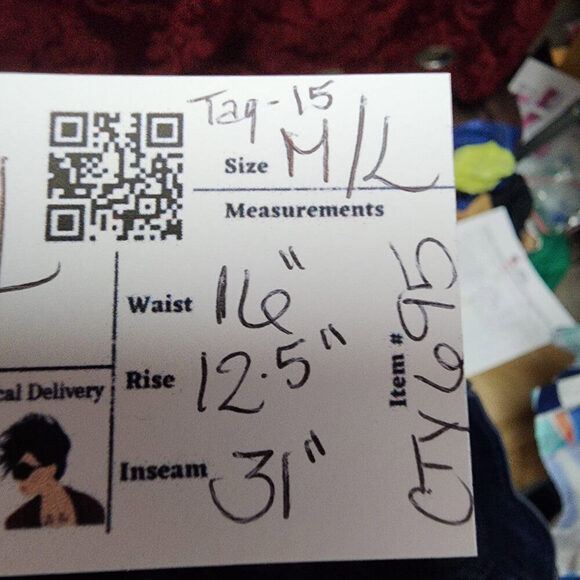 Tag-15
Size M/L
Measurements
Waist 16"
Rise 12.5"
Inseam 31"
Item # CTY695
cal Delivery
L